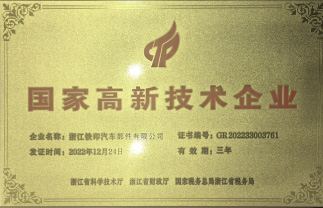 国家高新技术企业
企业名称：浙江铁印汽车部件有限公司 证书编号：GR202233003761
发证时间：2022年12月24日 有效期：三年
浙江省科学技术厅 浙江省财政厅 国家税务总局浙江省税务局